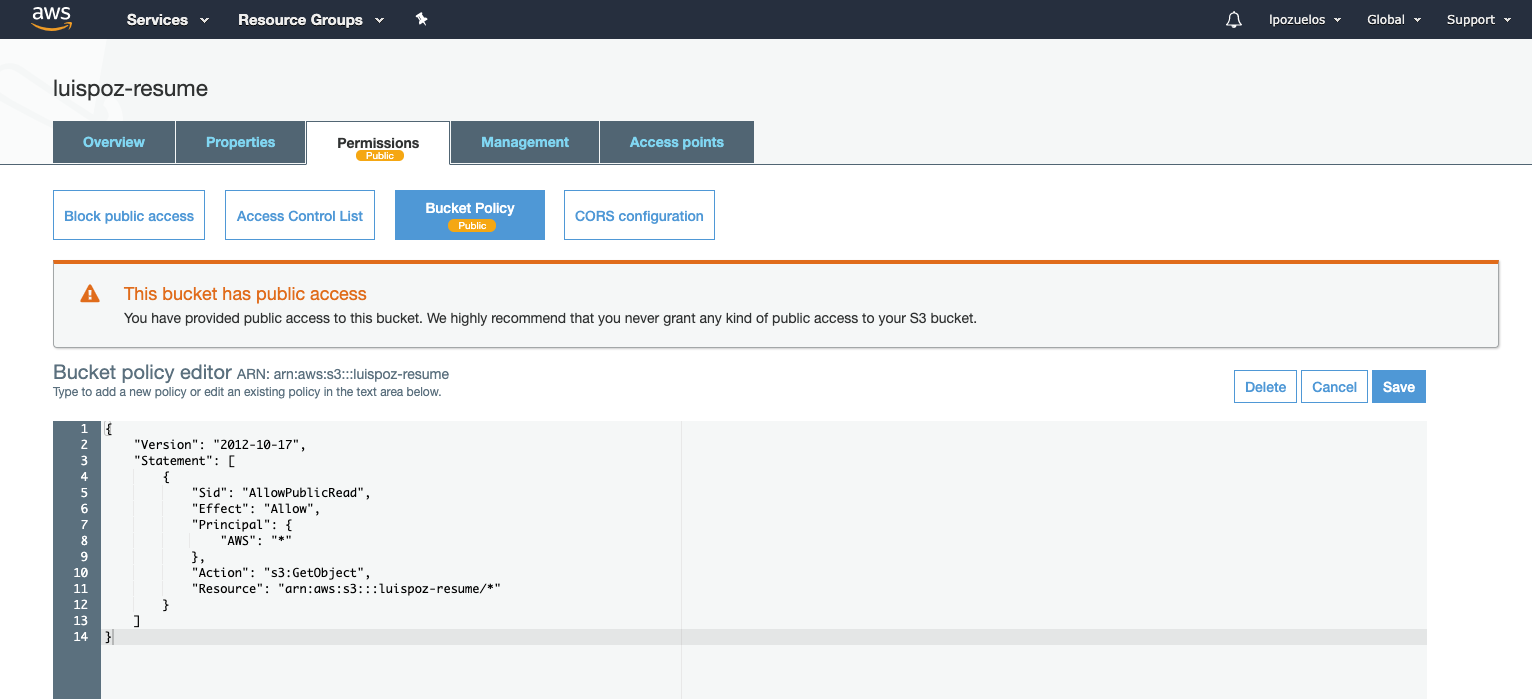 aws Services Resource Groups lpozuelos Global Support
luispoz-resume
Overview Properties Permissions Management Access points
Public
Block public access Access Control List Bucket Policy CORS configuration
Public
This bucket has public access
You have provided public access to this bucket. We highly recommend that you never grant any kind of public access to your S3 bucket.
Bucket policy editor ARN: arn:aws:s3:::luispoz-resume
Type to add a new policy or edit an existing policy in the text area below.
Delete Cancel Save
1 {
2 "Version": "2012-10-17",
3 "Statement": [
4 {
5 "Sid": "AllowPublicRead",
6 "Effect": "Allow",
7 "Principal": {
8 "AWS": "*"
9 },
10 "Action": "s3:GetObject",
11 "Resource": "arn:aws:s3:::luispoz-resume/*"
12 }
13 ]
14 }